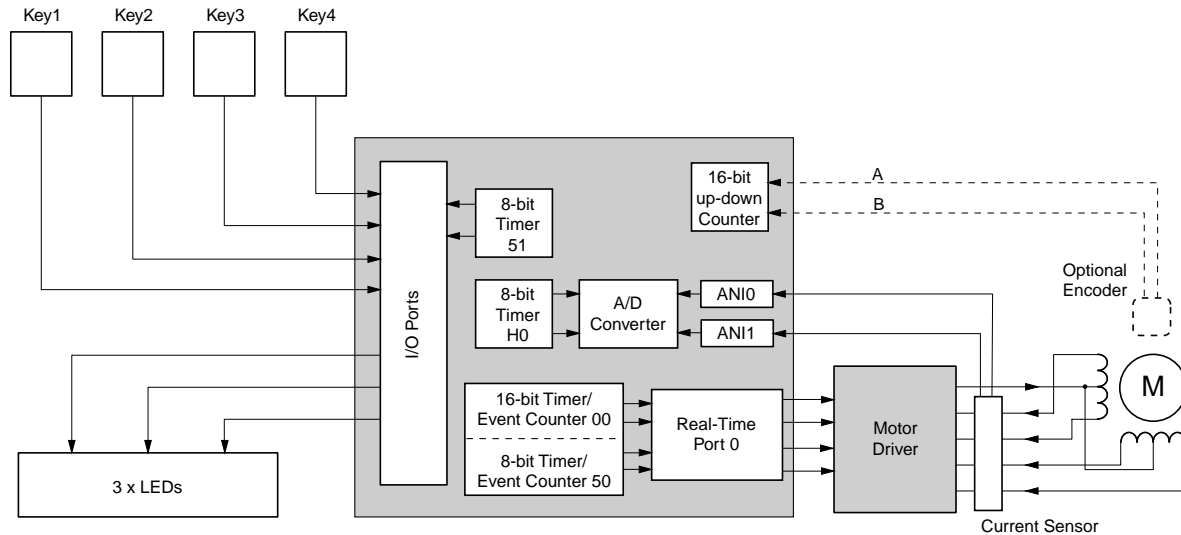 Key1
Key2
Key3
Key4
I/O Ports
8-bit
Timer
51
16-bit
up-down
Counter
A
B
Optional
Encoder
8-bit
Timer
H0
A/D
Converter
ANI0
ANI1
16-bit Timer/
Event Counter 00
8-bit Timer/
Event Counter 50
Real-Time
Port 0
Motor
Driver
M
3 x LEDs
Current Sensor